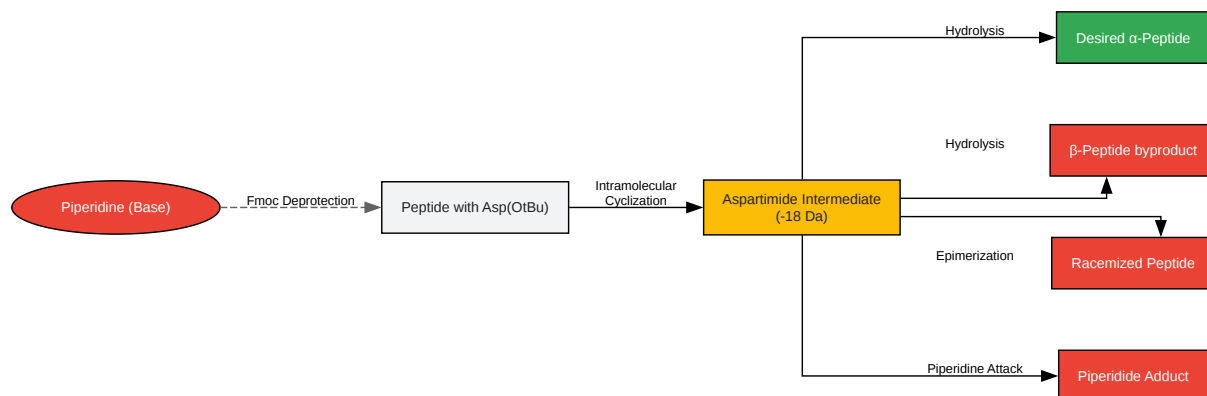 Piperidine (Base)
Fmoc Deprotection
Peptide with Asp(OtBu)
Intramolecular
Cyclization
Aspartimide Intermediate
(-18 Da)
Hydrolysis
Desired α-Peptide
Hydrolysis
β-Peptide byproduct
Epimerization
Racemized Peptide
Piperidine Attack
Piperidide Adduct